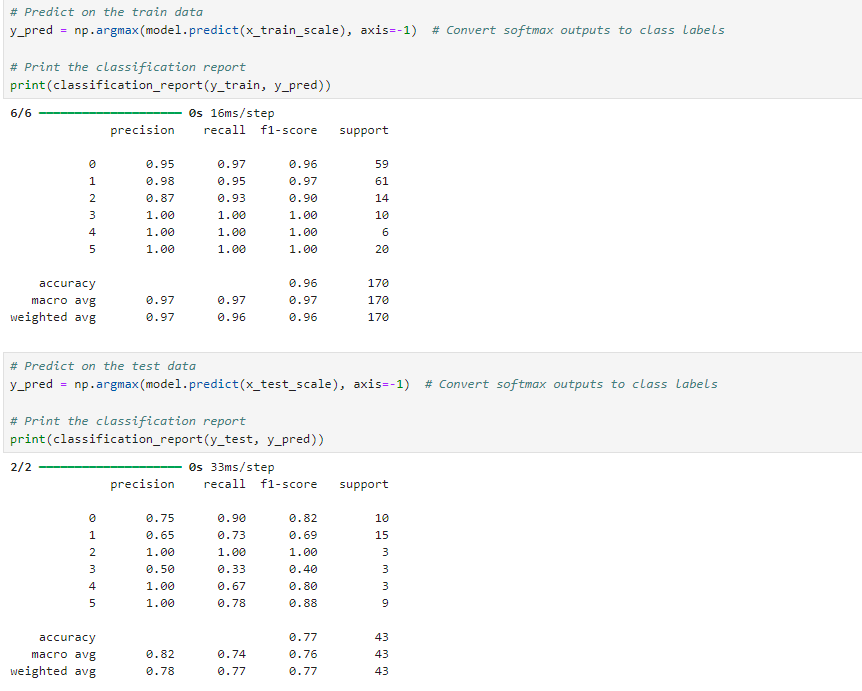 # Predict on the train data
y_pred = np.argmax(model.predict(x_train_scale), axis=-1)  # Convert softmax outputs to class labels
# Print the classification report
print(classification_report(y_train, y_pred))
6/6 0s 16ms/step
precision recall f1-score support
0 0.95 0.97 0.96 59
1 0.98 0.95 0.97 61
2 0.87 0.93 0.90 14
3 1.00 1.00 1.00 10
4 1.00 1.00 1.00 6
5 1.00 1.00 1.00 20
accuracy 0.96 170
macro avg 0.97 0.97 0.97 170
weighted avg 0.97 0.96 0.96 170
# Predict on the test data
y_pred = np.argmax(model.predict(x_test_scale), axis=-1)  # Convert softmax outputs to class labels
# Print the classification report
print(classification_report(y_test, y_pred))
2/2 0s 33ms/step
precision recall f1-score support
0 0.75 0.90 0.82 10
1 0.65 0.73 0.69 15
2 1.00 1.00 1.00 3
3 0.50 0.33 0.40 3
4 1.00 0.67 0.80 3
5 1.00 0.78 0.88 9
accuracy 0.77 43
macro avg 0.82 0.74 0.76 43
weighted avg 0.78 0.77 0.77 43